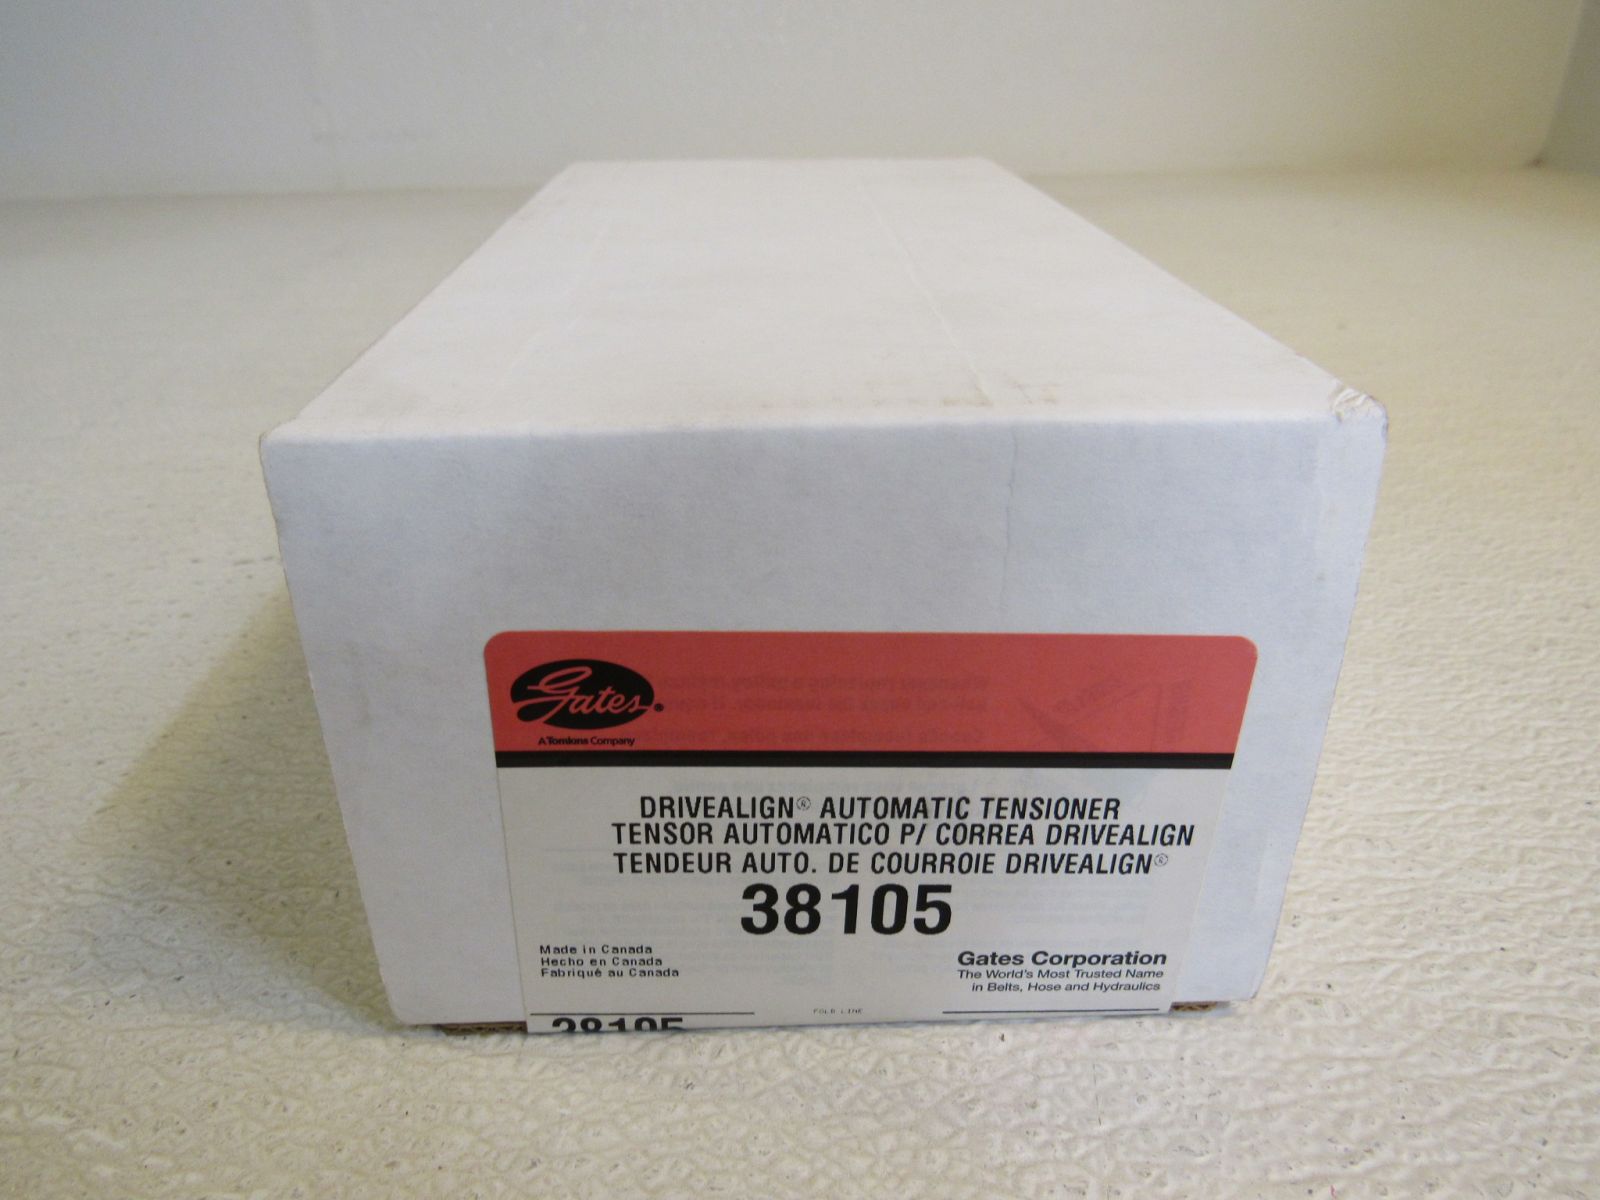 Gates®
A Tomkins Company
DRIVEALIGN® AUTOMATIC TENSIONER
TENSOR AUTOMATICO P/ CORREA DRIVEALIGN
TENDEUR AUTO. DE COURROIE DRIVEALIGN®
38105
Made in Canada
Hecho en Canada
Fabriqué au Canada
Gates Corporation
The World's Most Trusted Name
in Belts, Hose and Hydraulics
FOLD LINE
38105